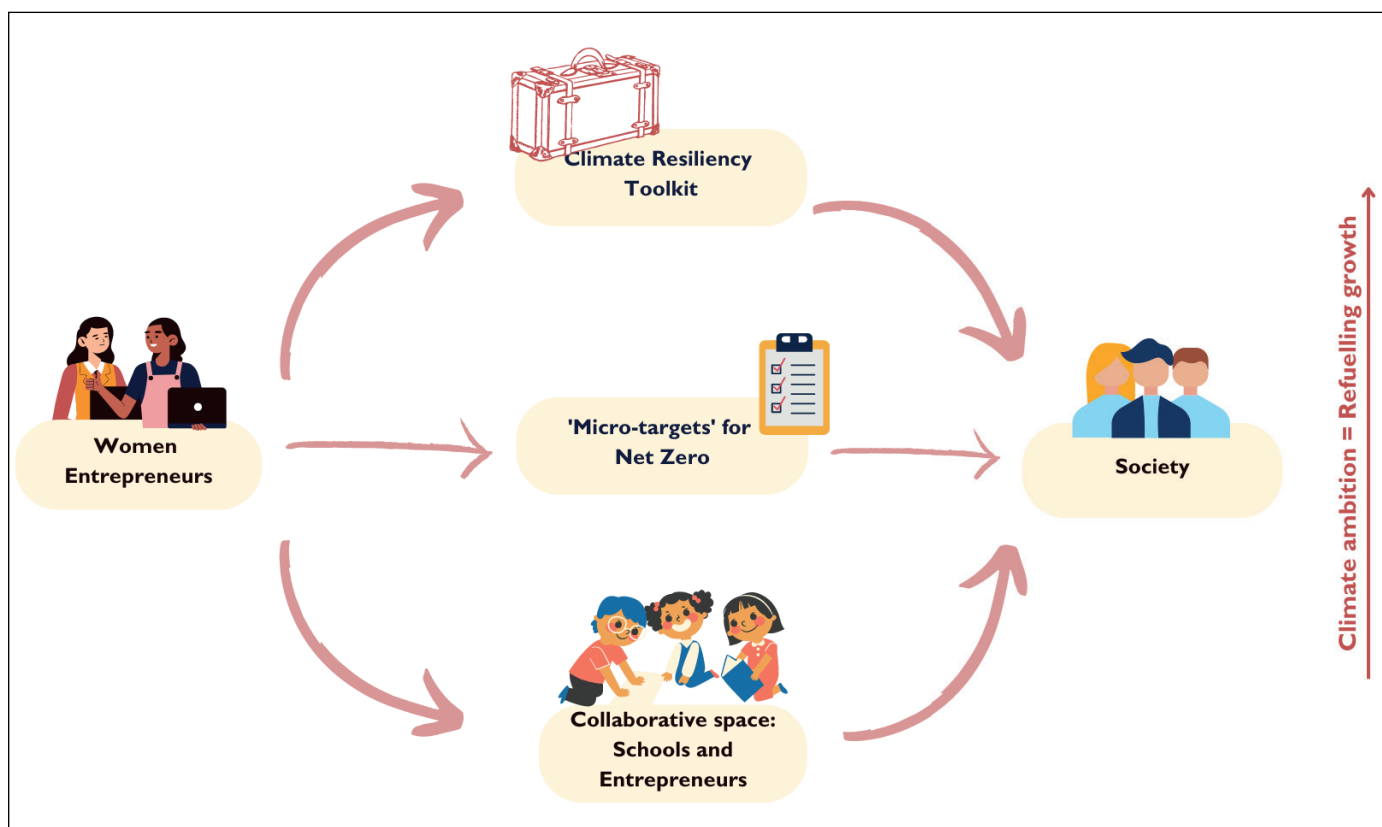 Climate Resiliency
Toolkit
Women
Entrepreneurs
'Micro-targets' for
Net Zero
Society
Collaborative space:
Schools and
Entrepreneurs
Climate ambition = Refuelling growth